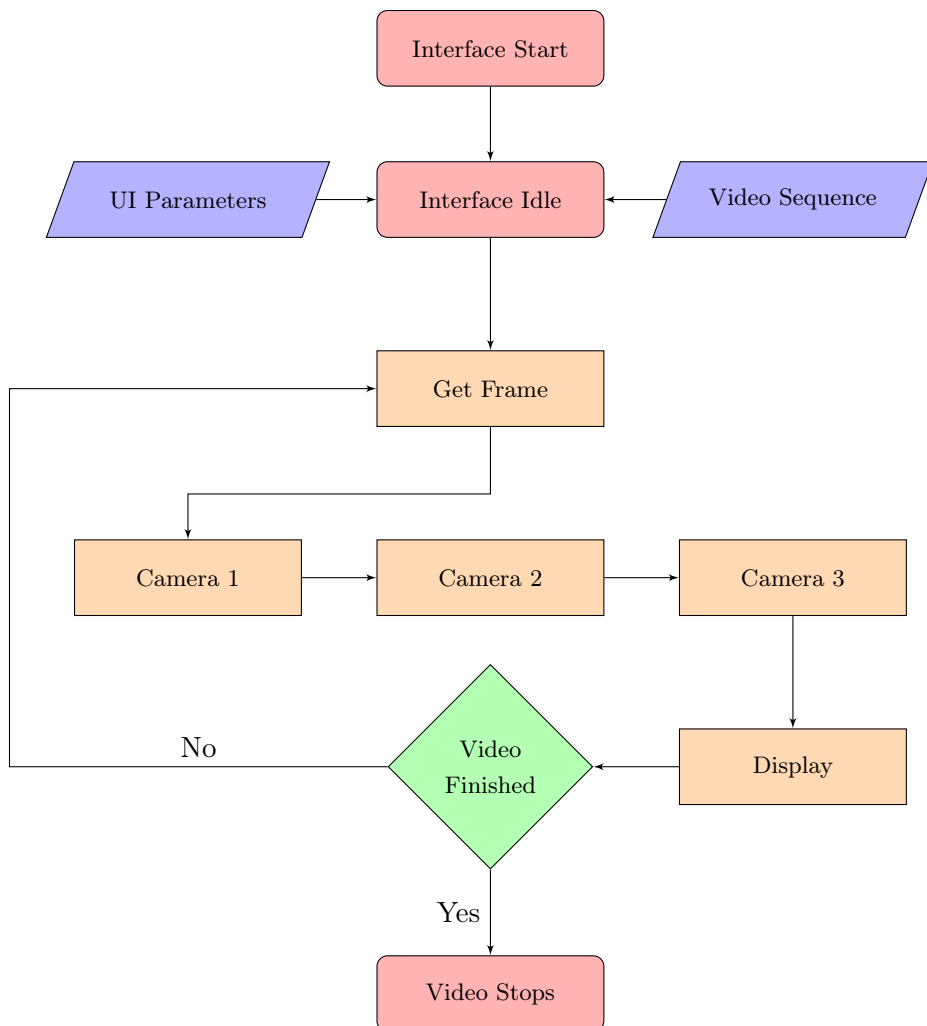 Interface Start
UI Parameters
Interface Idle
Video Sequence
Get Frame
Camera 1
Camera 2
Camera 3
No
Video
Finished
Display
Yes
Video Stops